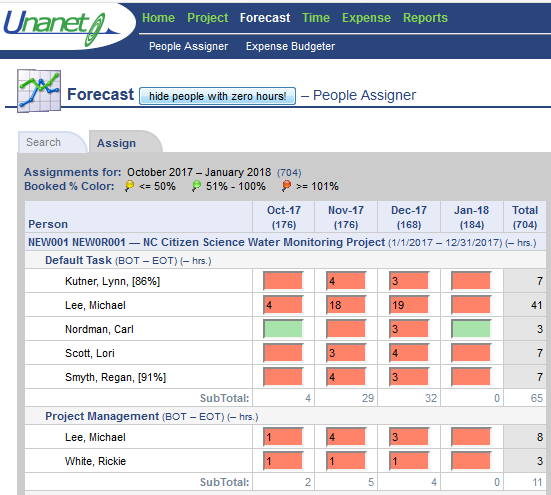 Unanet
Home Project Forecast Time Expense Reports
People Assigner Expense Budgeter
Forecast hide people with zero hours! – People Assigner
Search Assign
Assignments for: October 2017 – January 2018 (704)
Booked % Color: <= 50% 51% - 100% >= 101%
Person Oct-17 (176) Nov-17 (176) Dec-17 (168) Jan-18 (184) Total (704)
NEW001 NEW0R001 — NC Citizen Science Water Monitoring Project (1/1/2017 – 12/31/2017) (– hrs.)
Default Task (BOT – EOT) (– hrs.)
Kutner, Lynn, [86%] 4 3 7
Lee, Michael 4 18 19 41
Nordman, Carl 3 3
Scott, Lori 3 4 7
Smyth, Regan, [91%] 4 3 7
SubTotal: 4 29 32 0 65
Project Management (BOT – EOT) (– hrs.)
Lee, Michael 1 4 3 8
White, Rickie 1 1 1 3
SubTotal: 2 5 4 0 11